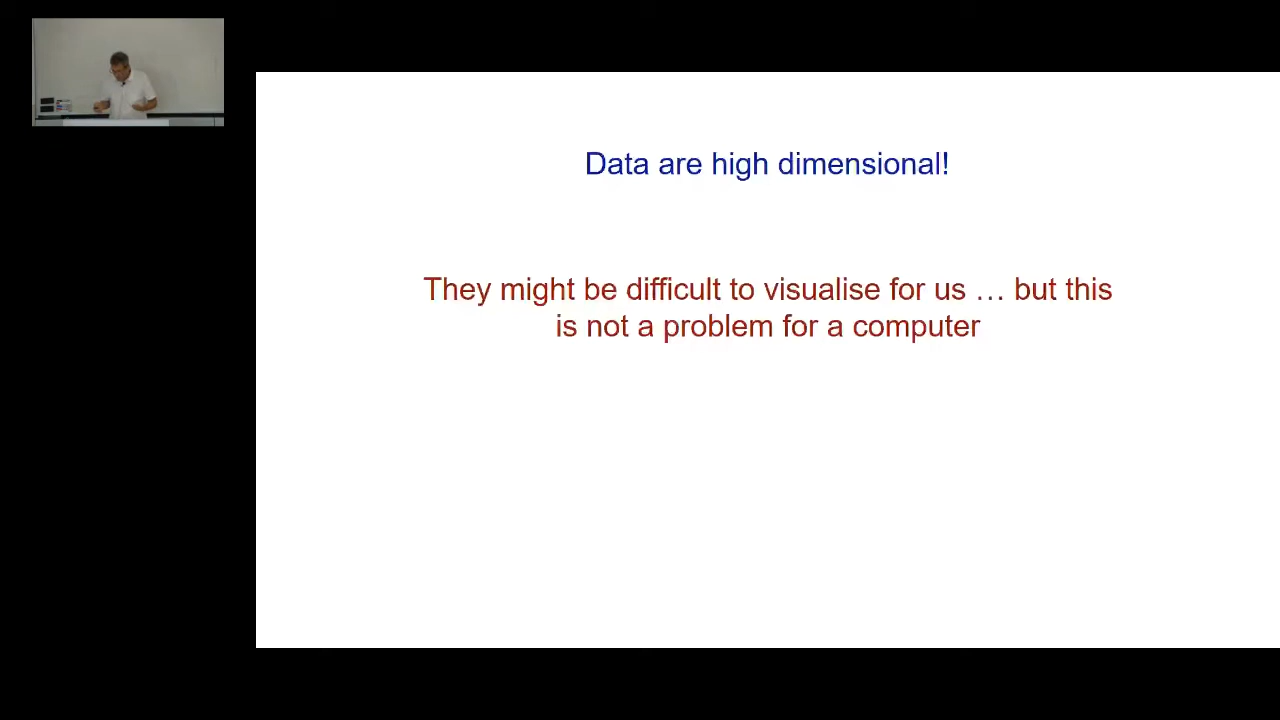 Data are high dimensional!
They might be difficult to visualise for us … but this
is not a problem for a computer